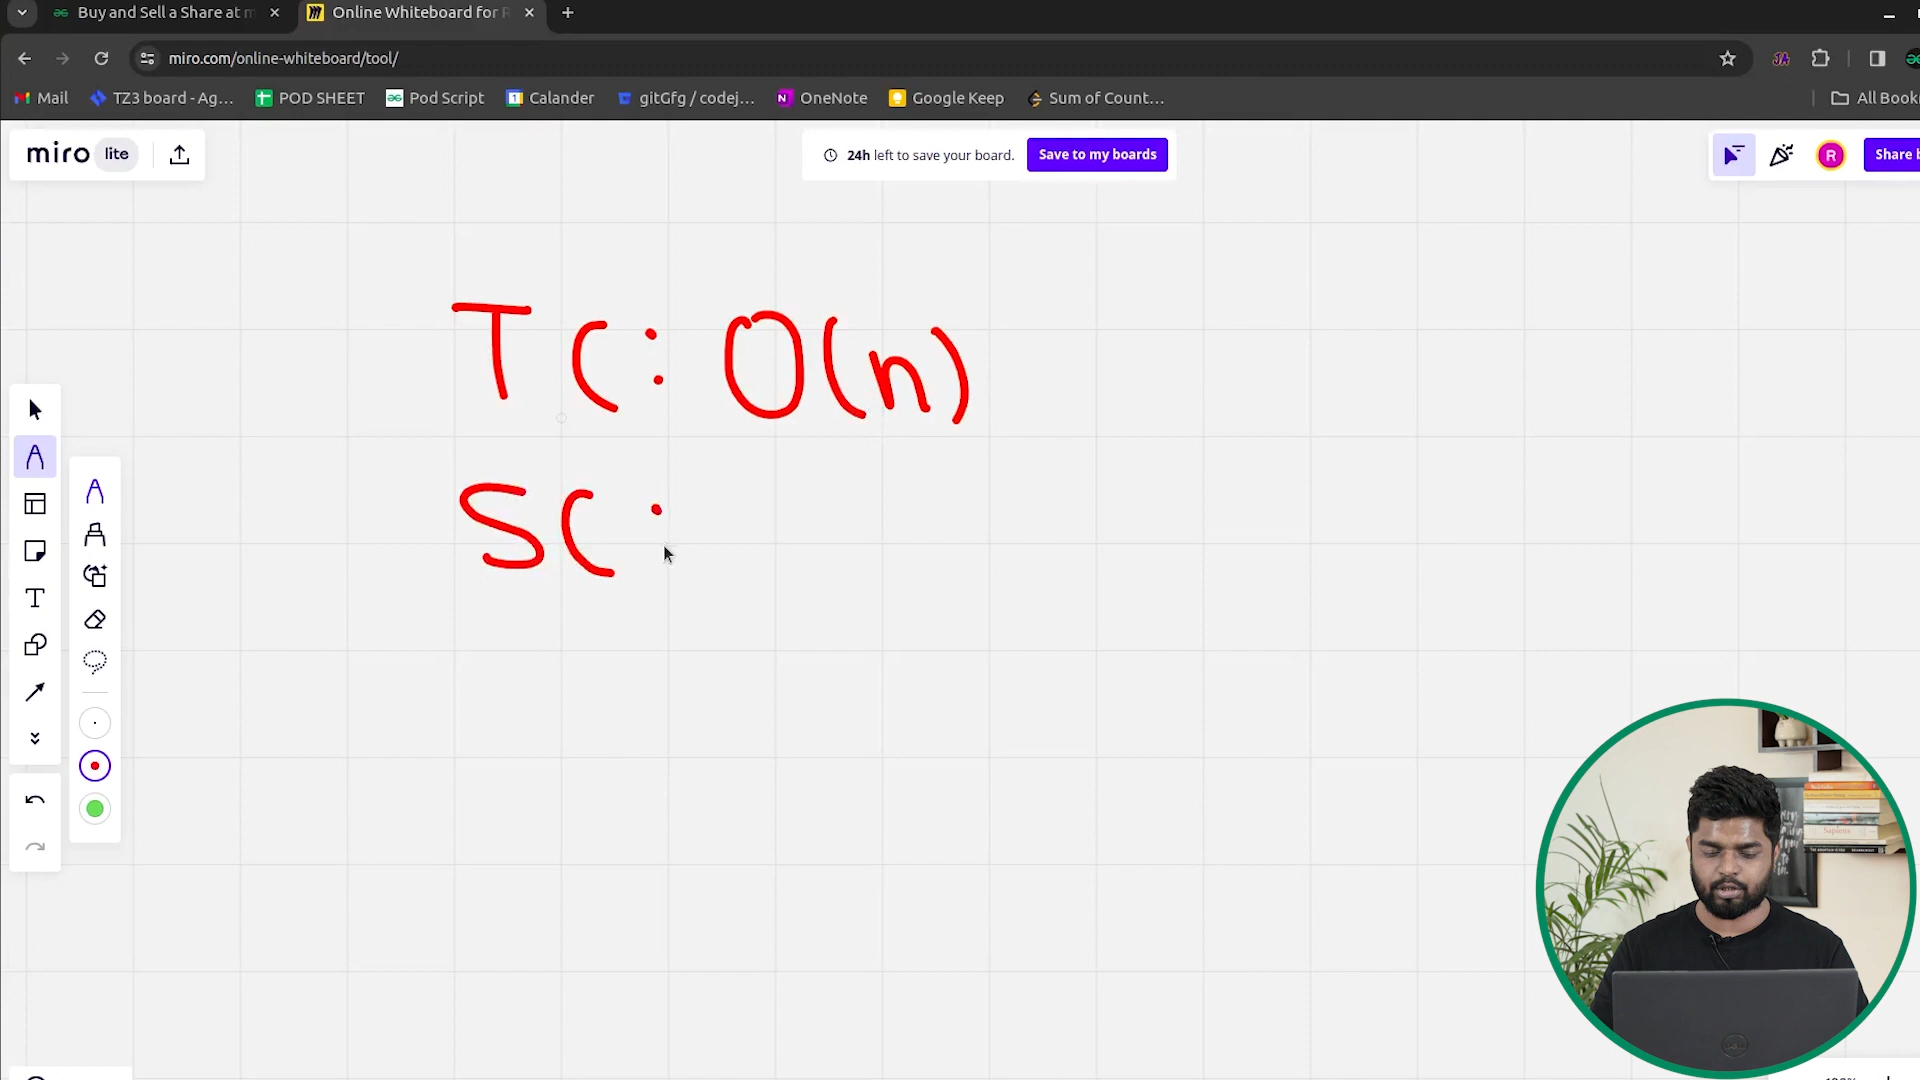 Buy and Sell a Share at m
Online Whiteboard for R
miro.com/online-whiteboard/tool/
Mail
TZ3 board - Ag...
POD SHEET
Pod Script
Calander
gitGfg / codej...
OneNote
Google Keep
Sum of Count...
All Book
miro lite
24h left to save your board.
Save to my boards
R
Share b
TC: O(n)
SC:
Sapiens